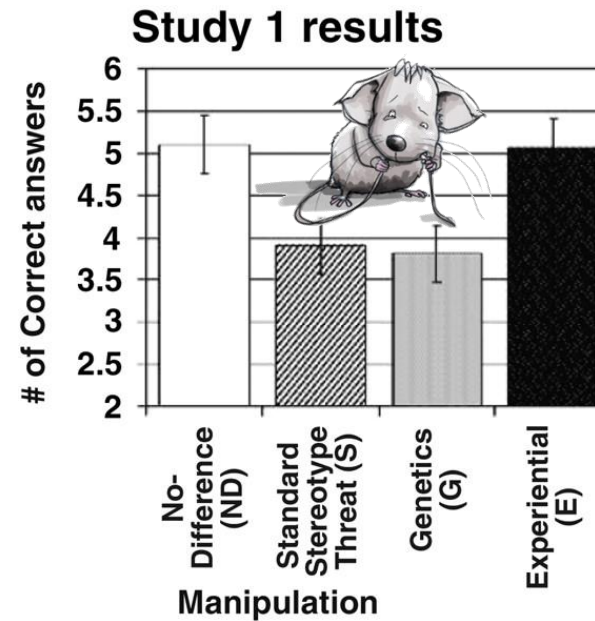 Study 1 results
# of Correct answers
6
5.5
5
4.5
4
3.5
3
2.5
2
No-
Difference
(ND)
Standard
Stereotype
Threat (S)
Genetics
(G)
Experiential
(E)
Manipulation